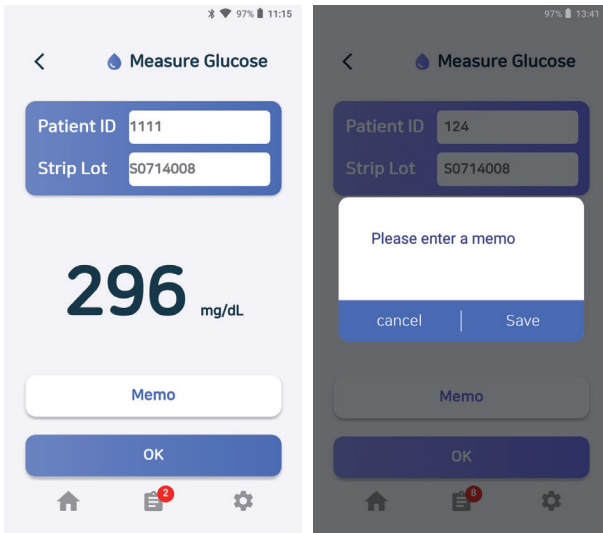 97% 11:15
Measure Glucose
Patient ID 1111
Strip Lot S0714008
296 mg/dL
Memo
OK
2
97% 13:41
Measure Glucose
Patient ID 124
Strip Lot S0714008
Please enter a memo
cancel | Save
Memo
OK
8